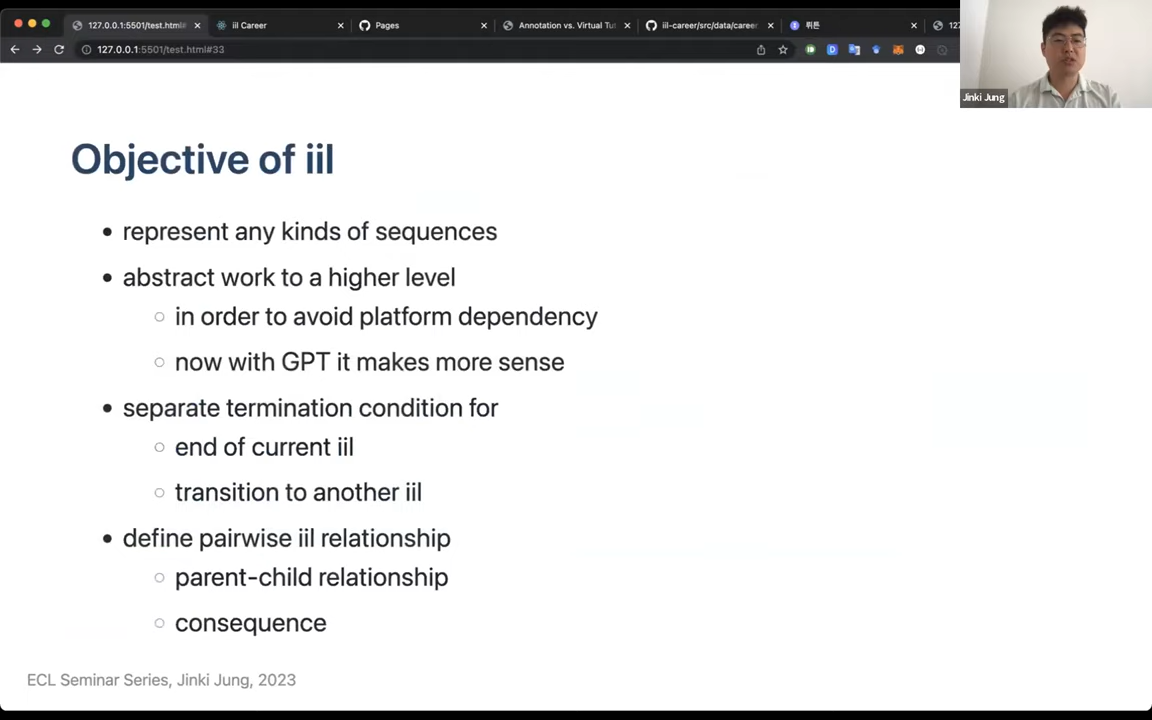 127.0.0.1:5501/test.html#
iil Career
Pages
Annotation vs. Virtual Tut
iil-career/src/data/career
뤼튼
127
127.0.0.1:5501/test.html#33
Jinki Jung
Objective of iil
• represent any kinds of sequences
• abstract work to a higher level
○ in order to avoid platform dependency
○ now with GPT it makes more sense
• separate termination condition for
○ end of current iil
○ transition to another iil
• define pairwise iil relationship
○ parent-child relationship
○ consequence
ECL Seminar Series, Jinki Jung, 2023